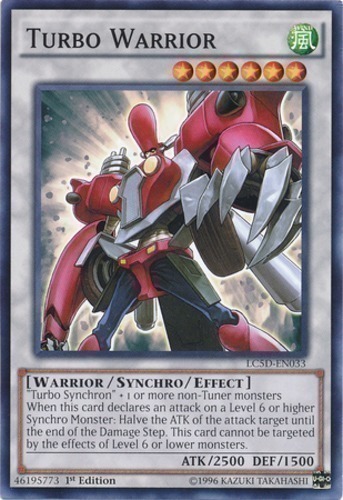 TURBO WARRIOR
WIND
風
LC5D-EN033
[WARRIOR/SYNCHRO/EFFECT]
"Turbo Synchron" + 1 or more non-Tuner monsters
When this card declares an attack on a Level 6 or higher
Synchro Monster: Halve the ATK of the attack target until
the end of the Damage Step. This card cannot be targeted
by the effects of Level 6 or lower monsters.
ATK/2500 DEF/1500
46195773 1st Edition ©1996 KAZUKI TAKAHASHI